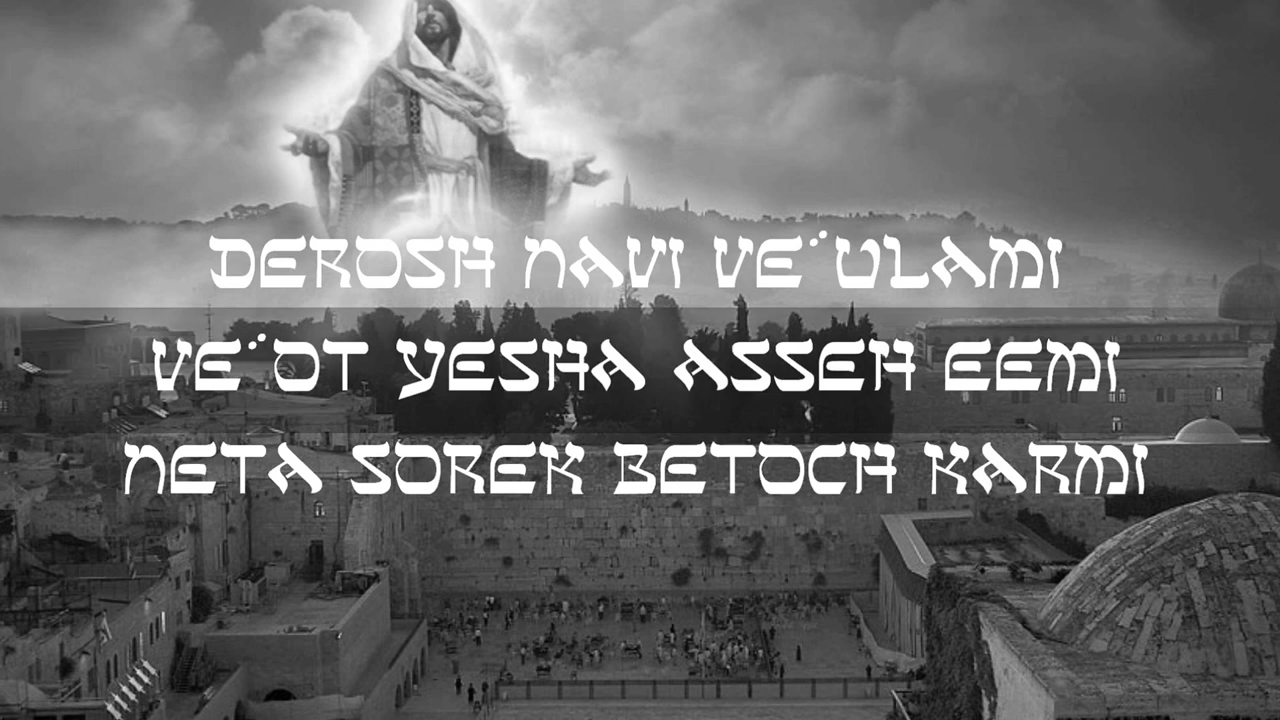 DEROSH NAVI VE'ULAMI
VE'OT YESHA ASSEH EEMI
NETA SOREK BETOCH KARMI